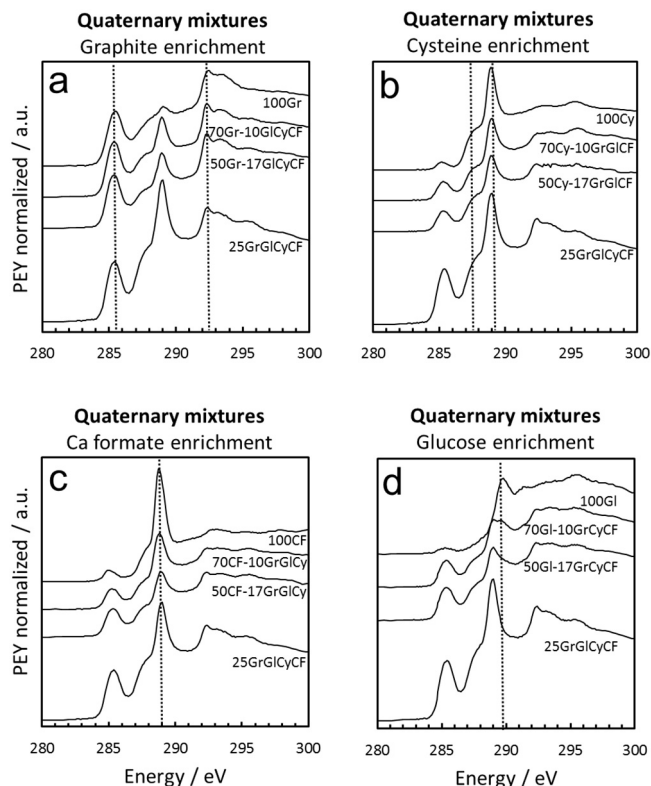 Quaternary mixtures
Graphite enrichment
a
100Gr
70Gr-10GlCyCF
50Gr-17GlCyCF
25GrGlCyCF
280 285 290 295 300
PEY normalized / a.u.
Quaternary mixtures
Cysteine enrichment
b
100Cy
70Cy-10GrGlCF
50Cy-17GrGlCF
25GrGlCyCF
280 285 290 295 300
Quaternary mixtures
Ca formate enrichment
c
100CF
70CF-10GrGlCy
50CF-17GrGlCy
25GrGlCyCF
280 285 290 295 300
PEY normalized / a.u.
Energy / eV
Quaternary mixtures
Glucose enrichment
d
100Gl
70Gl-10GrCyCF
50Gl-17GrCyCF
25GrGlCyCF
280 285 290 295 300
Energy / eV